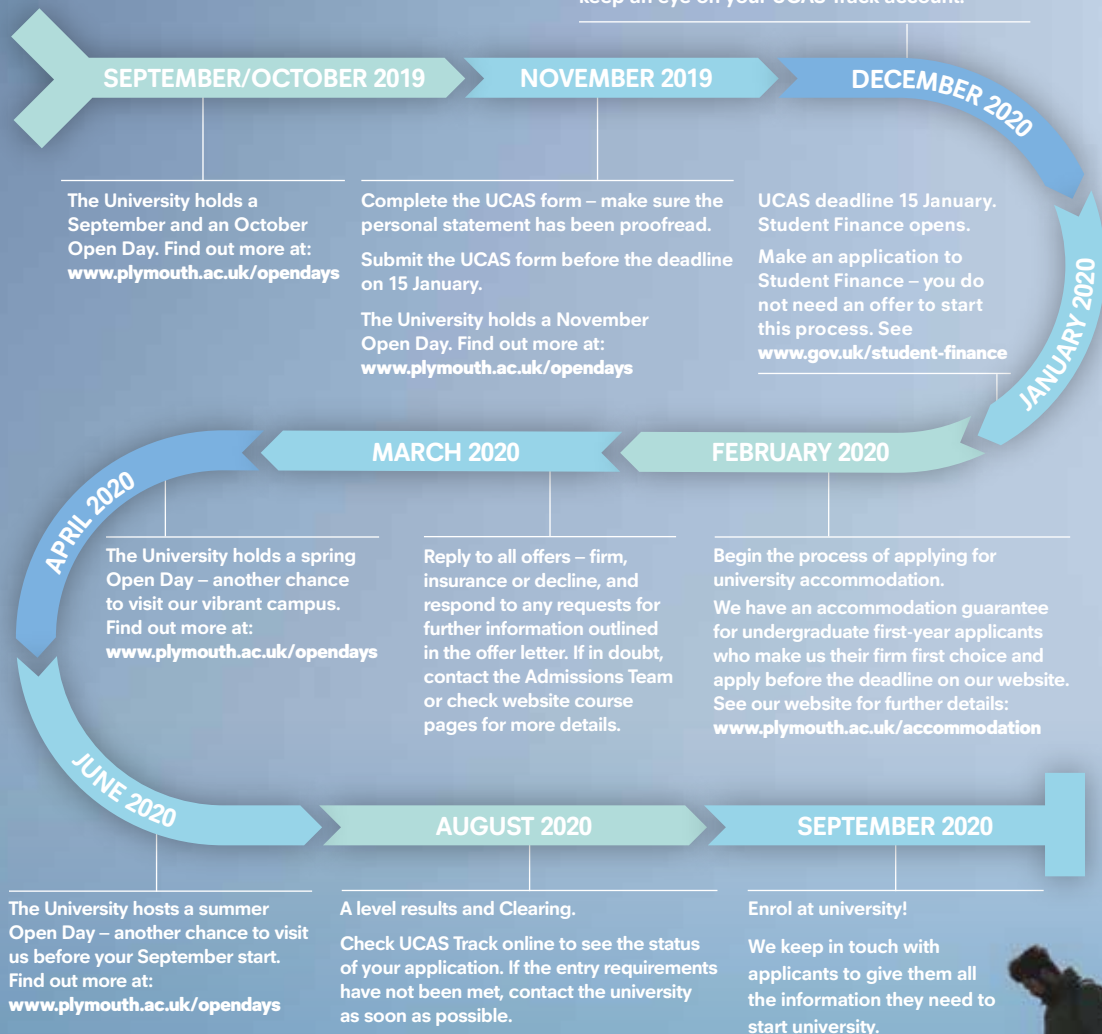 keep an eye on your UCAS Track account.
SEPTEMBER/OCTOBER 2019
NOVEMBER 2019
DECEMBER 2020
The University holds a
September and an October
Open Day. Find out more at:
www.plymouth.ac.uk/opendays
Complete the UCAS form – make sure the
personal statement has been proofread.
Submit the UCAS form before the deadline
on 15 January.
The University holds a November
Open Day. Find out more at:
www.plymouth.ac.uk/opendays
UCAS deadline 15 January.
Student Finance opens.
Make an application to
Student Finance – you do
not need an offer to start
this process. See
www.gov.uk/student-finance
JANUARY 2020
FEBRUARY 2020
MARCH 2020
APRIL 2020
The University holds a spring
Open Day – another chance
to visit our vibrant campus.
Find out more at:
www.plymouth.ac.uk/opendays
Reply to all offers – firm,
insurance or decline, and
respond to any requests for
further information outlined
in the offer letter. If in doubt,
contact the Admissions Team
or check website course
pages for more details.
Begin the process of applying for
university accommodation.
We have an accommodation guarantee
for undergraduate first-year applicants
who make us their firm first choice and
apply before the deadline on our website.
See our website for further details:
www.plymouth.ac.uk/accommodation
JUNE 2020
AUGUST 2020
SEPTEMBER 2020
The University hosts a summer
Open Day – another chance to visit
us before your September start.
Find out more at:
www.plymouth.ac.uk/opendays
A level results and Clearing.
Check UCAS Track online to see the status
of your application. If the entry requirements
have not been met, contact the university
as soon as possible.
Enrol at university!
We keep in touch with
applicants to give them all
the information they need to
start university.